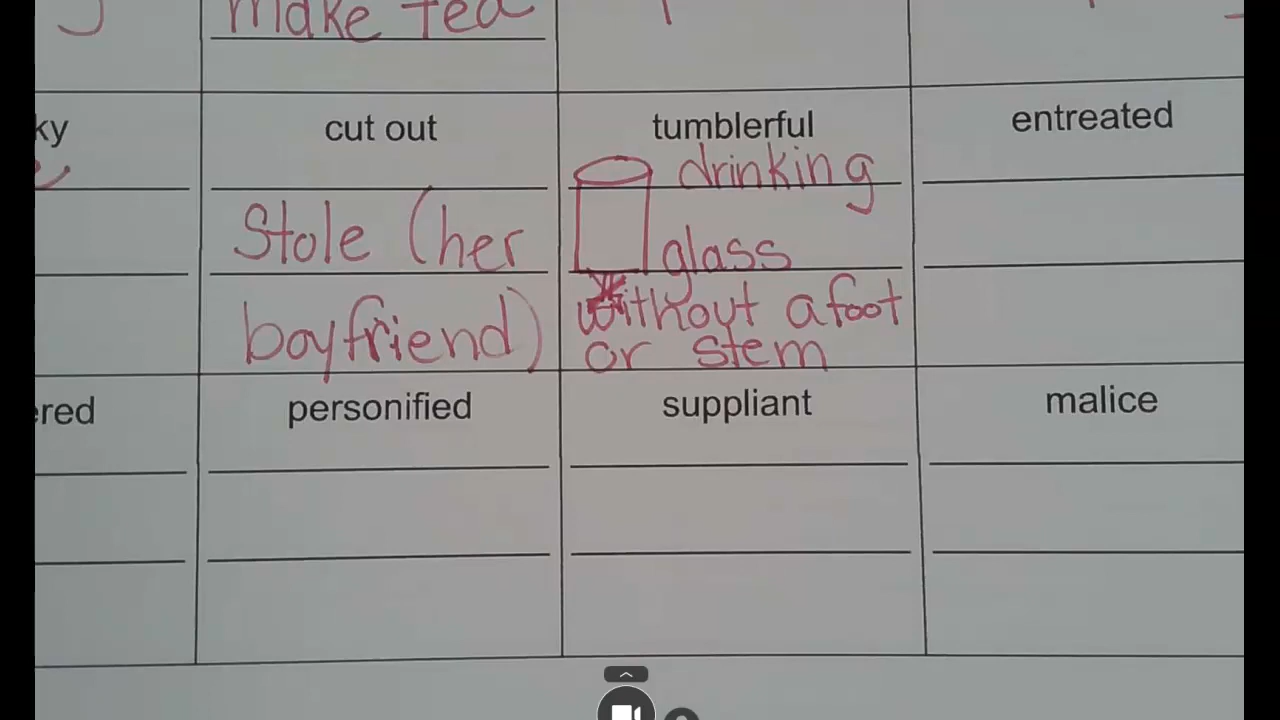 make tea
ky
cut out
tumblerful
entreated
Stole (her
boyfriend)
drinking
glass
without a foot
or stem
ered
personified
suppliant
malice